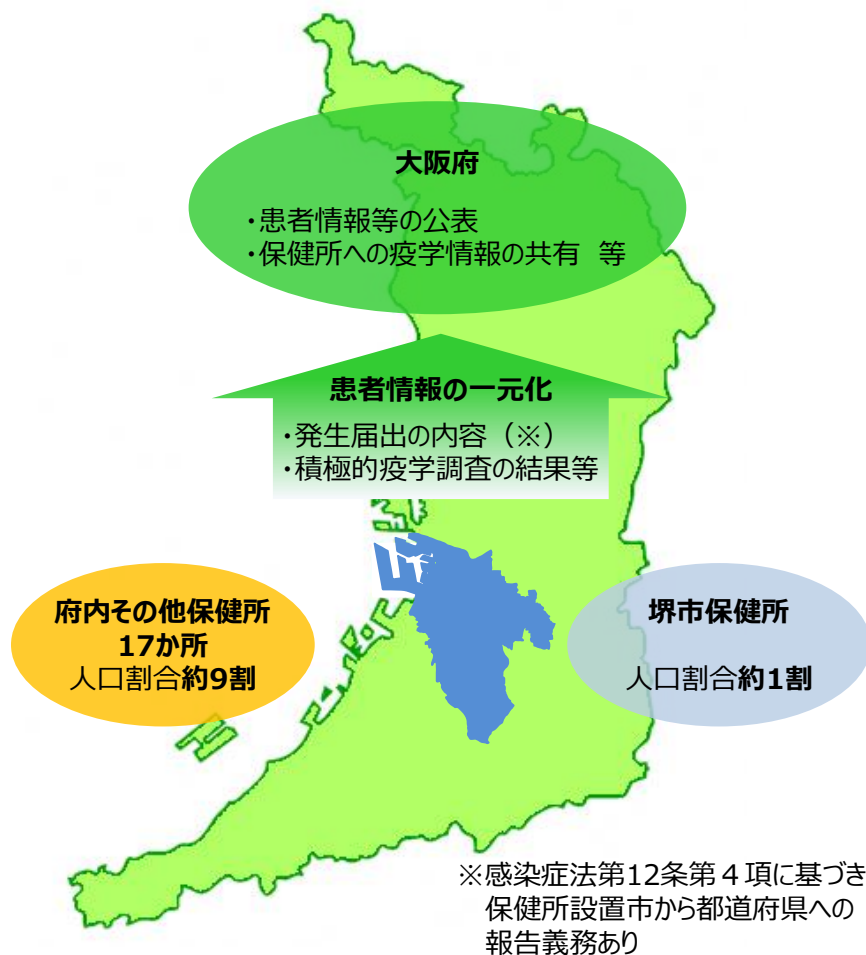 大阪府
・患者情報等の公表
・保健所への疫学情報の共有　等
患者情報の一元化
・発生届出の内容（※）
・積極的疫学調査の結果等
府内その他保健所
17か所
人口割合約9割
堺市保健所
人口割合約1割
※感染症法第12条第４項に基づき
保健所設置市から都道府県への
報告義務あり